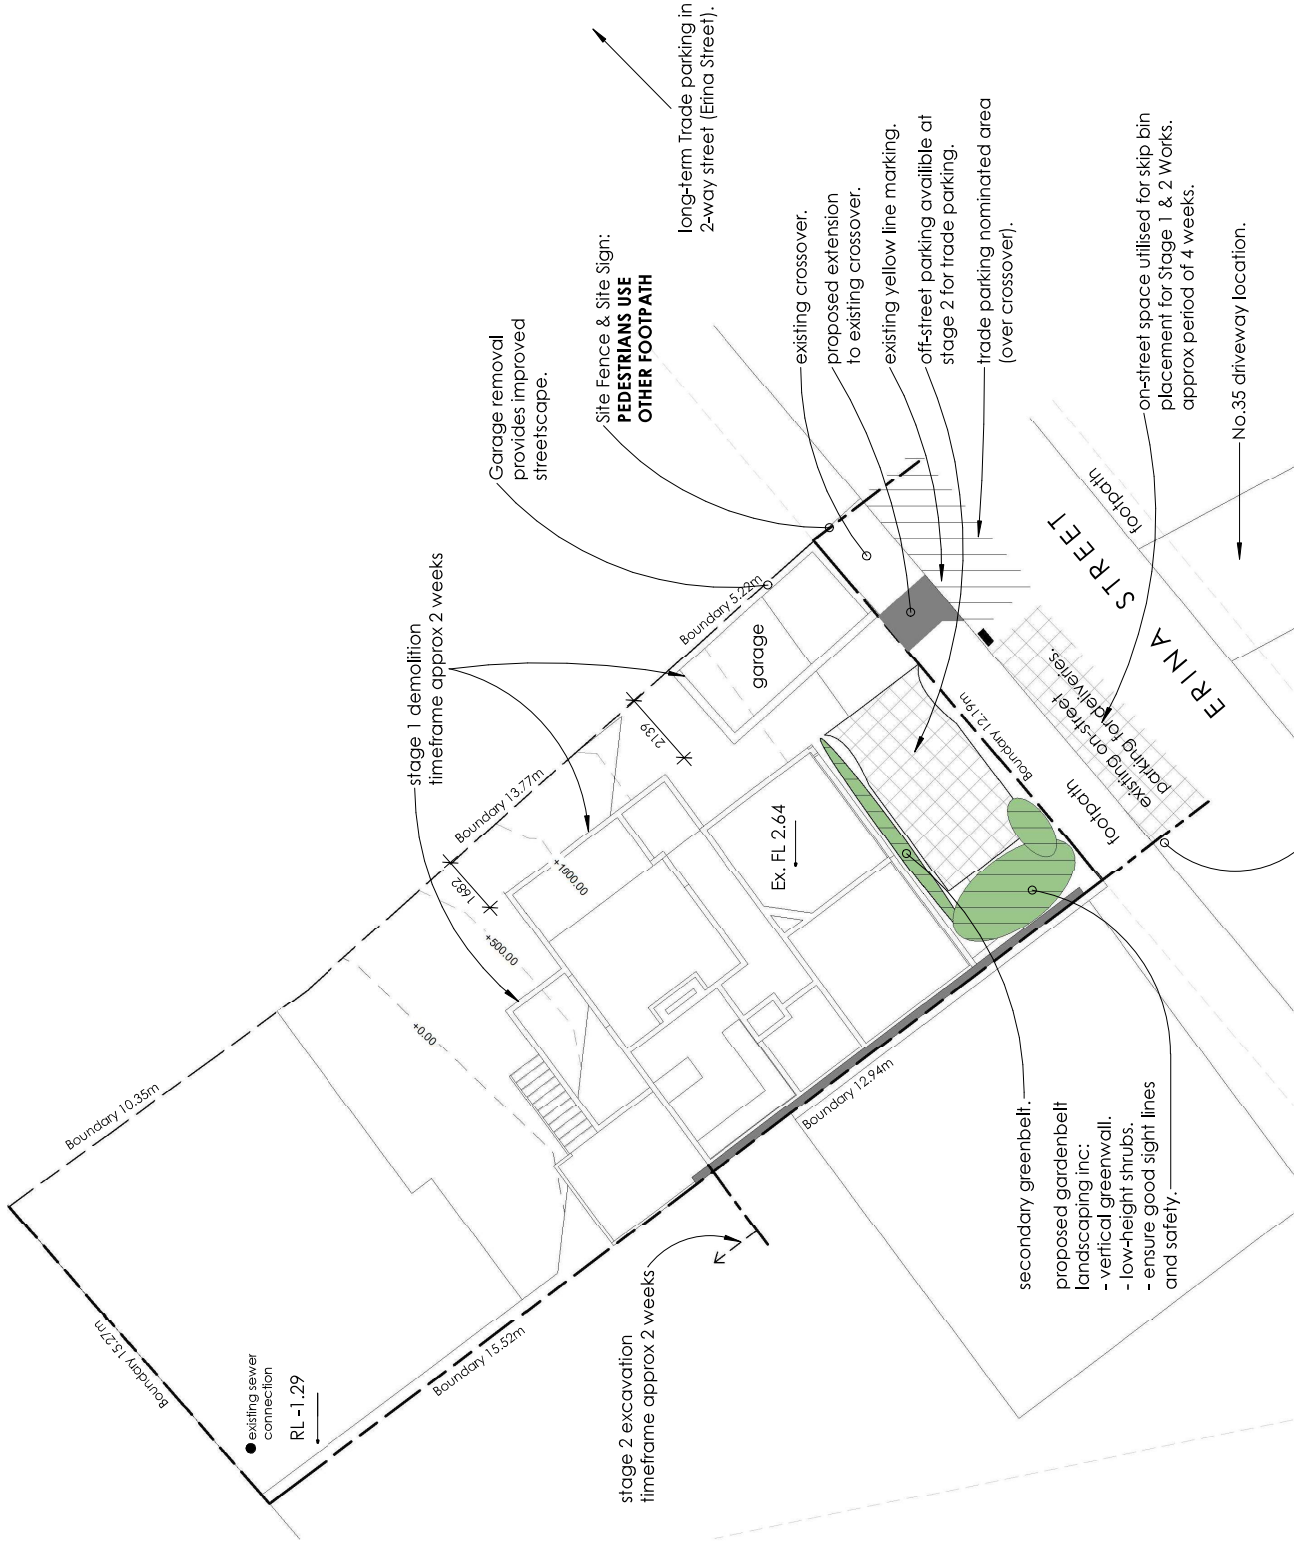 long-term Trade parking in
2-way street (Erina Street).
Site Fence & Site Sign:
PEDESTRIANS USE
OTHER FOOTPATH
Garage removal
provides improved
streetscape.
stage 1 demolition
timeframe approx 2 weeks
existing crossover.
proposed extension
to existing crossover.
existing yellow line marking.
off-street parking availible at
stage 2 for trade parking.
trade parking nominated area
(over crossover).
on-street space utilised for skip bin
placement for Stage 1 & 2 Works.
approx period of 4 weeks.
No.35 driveway location.
footpath
ERINA STREET
existing on-street
parking for deliveries.
footpath
Boundary 12.19m
Boundary 5.22m
garage
2139
Boundary 13.77m
1682
+1000.00
+500.00
+0.00
Ex. FL 2.64
Boundary 10.35m
Boundary 15.27m
existing sewer
connection
RL -1.29
Boundary 15.52m
Boundary 12.94m
stage 2 excavation
timeframe approx 2 weeks
secondary greenbelt.
proposed gardenbelt
landscaping inc:
- vertical greenwall.
- low-height shrubs.
- ensure good sight lines
and safety.